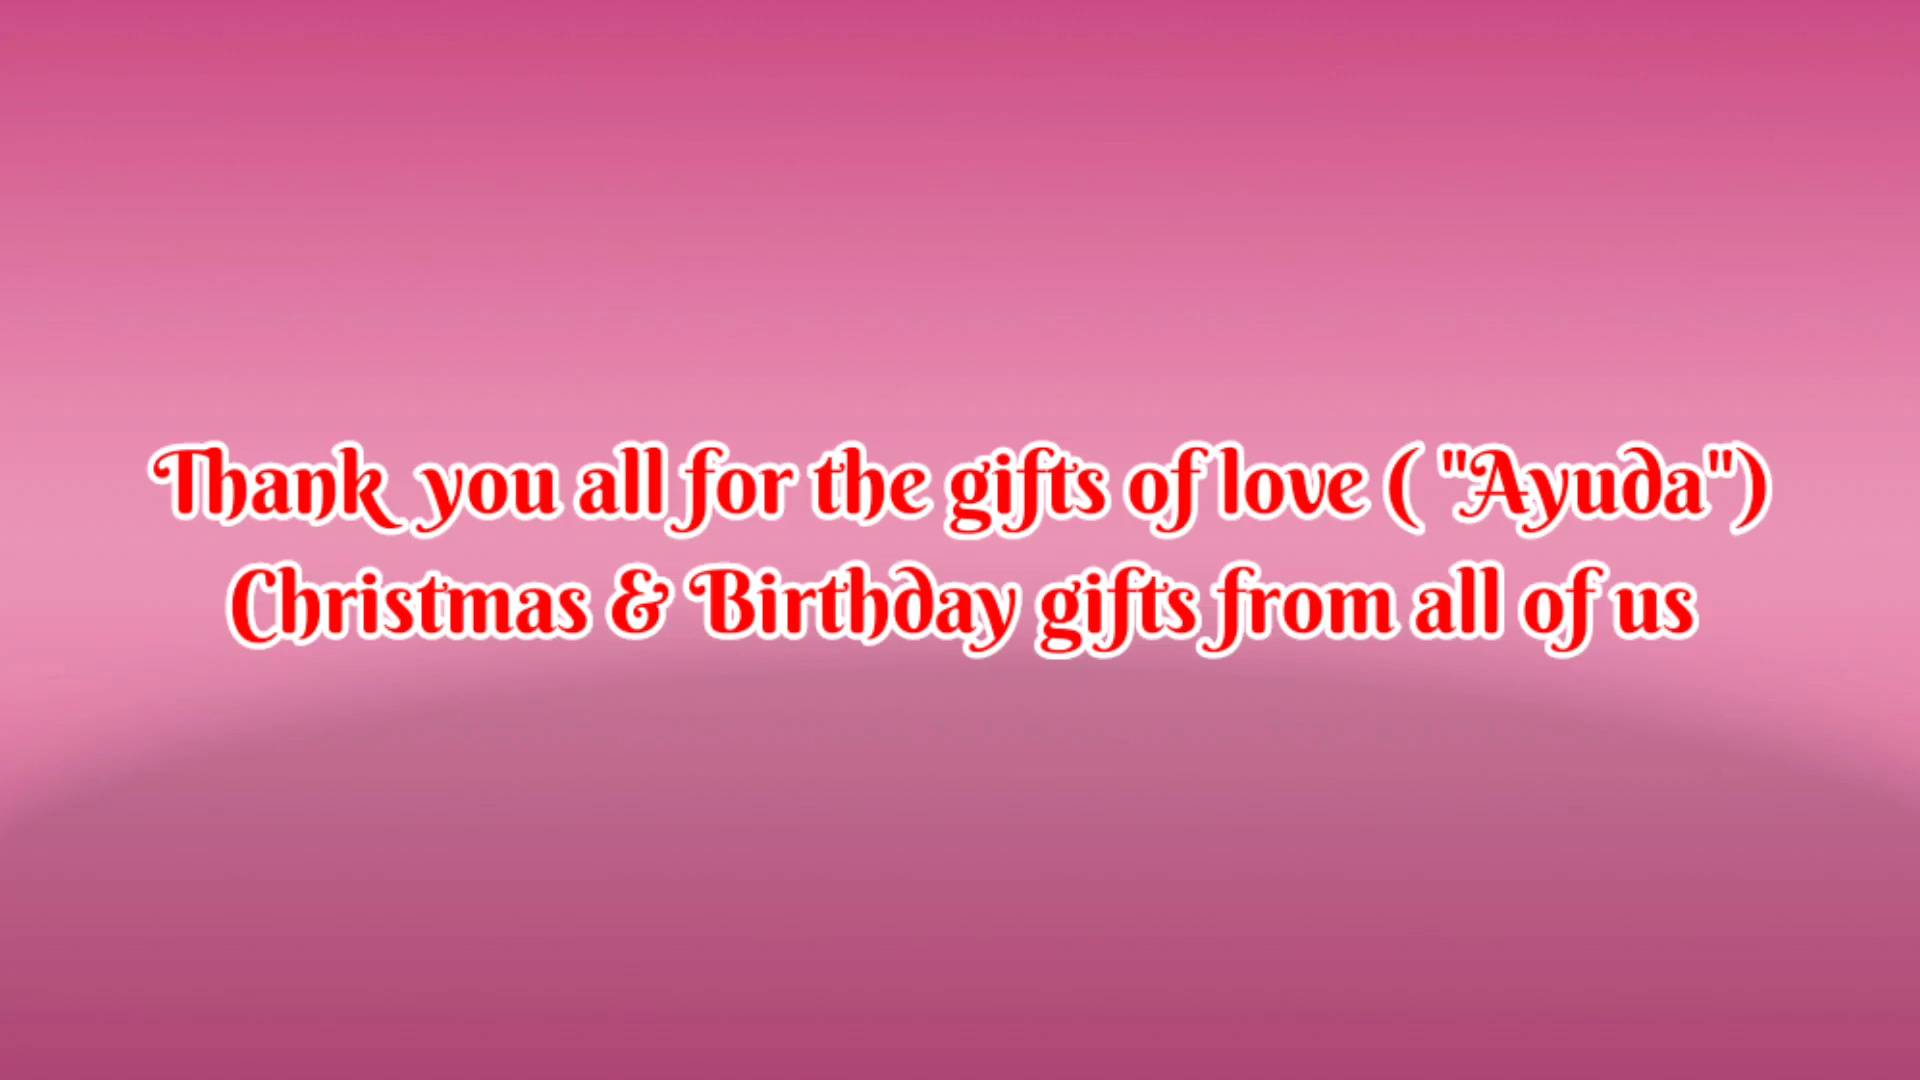 Thank you all for the gifts of love ( "Ayuda")
Christmas & Birthday gifts from all of us